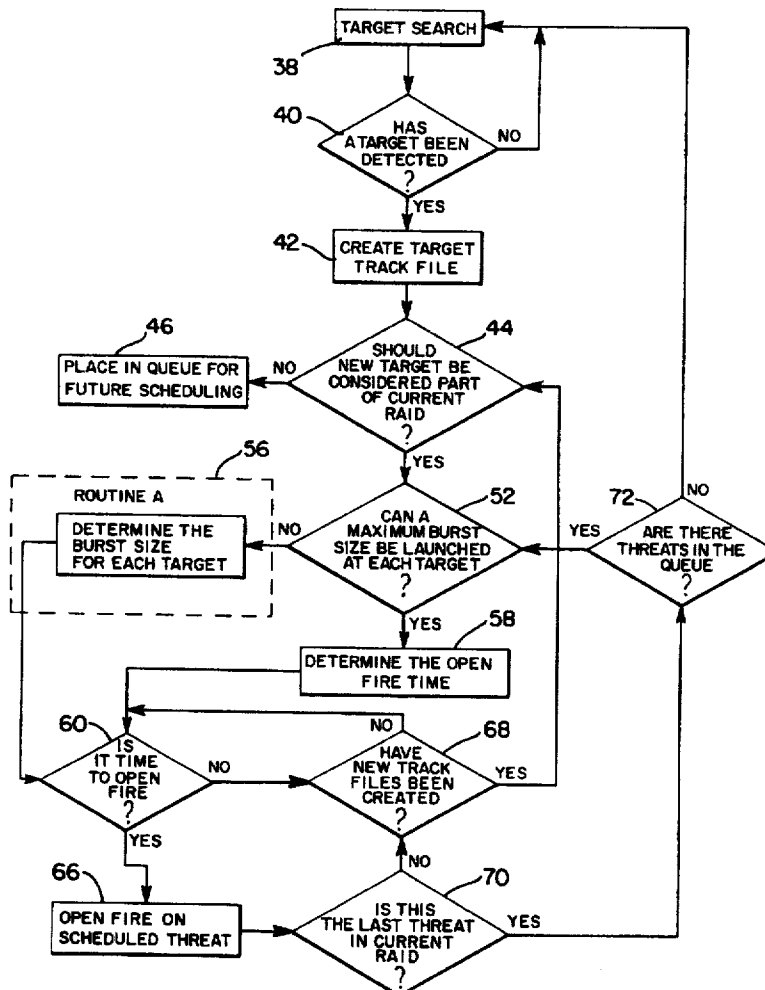 TARGET SEARCH
38
40
HAS
A TARGET BEEN
DETECTED
?
NO
YES
42
CREATE TARGET
TRACK FILE
46
44
PLACE IN QUEUE FOR
FUTURE SCHEDULING
NO
SHOULD
NEW TARGET BE
CONSIDERED PART
OF CURRENT
RAID
?
YES
56
ROUTINE A
DETERMINE THE
BURST SIZE
FOR EACH TARGET
NO
52
CAN A
MAXIMUM BURST
SIZE BE LAUNCHED
AT EACH TARGET
?
YES
72
NO
YES
ARE THERE
THREATS IN THE
QUEUE
?
58
DETERMINE THE OPEN
FIRE TIME
60
IS
IT TIME
TO OPEN
FIRE
?
NO
YES
NO
68
HAVE
NEW TRACK
FILES BEEN
CREATED
?
YES
66
OPEN FIRE ON
SCHEDULED THREAT
NO
70
IS THIS
THE LAST THREAT
IN CURRENT
RAID
?
YES